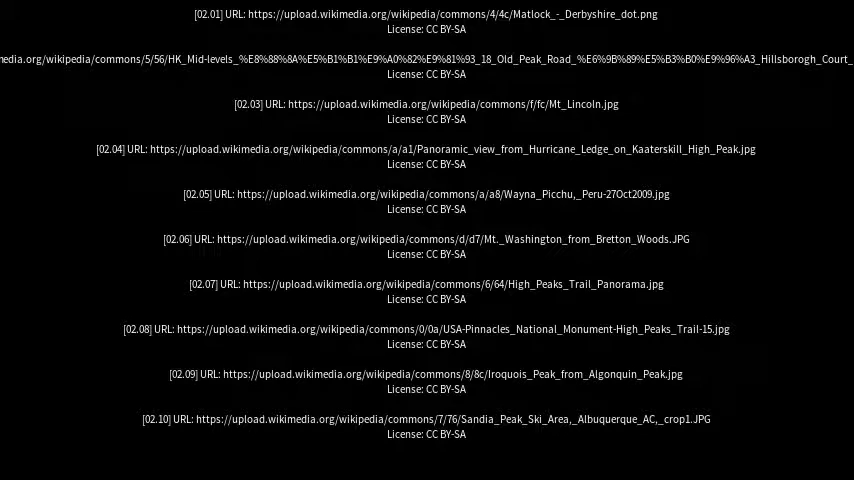 [02.01] URL: https://upload.wikimedia.org/wikipedia/commons/4/4c/Matlock_-_Derbyshire_dot.png
License: CC BY-SA
nedia.org/wikipedia/commons/5/56/HK_Mid-levels_%E8%88%8A%E5%B1%B1%E9%A0%82%E9%81%93_18_Old_Peak_Road_%E6%9B%89%E5%B3%B0%E9%96%A3_Hillsborogh_Court_
License: CC BY-SA
[02.03] URL: https://upload.wikimedia.org/wikipedia/commons/f/fc/Mt_Lincoln.jpg
License: CC BY-SA
[02.04] URL: https://upload.wikimedia.org/wikipedia/commons/a/a1/Panoramic_view_from_Hurricane_Ledge_on_Kaaterskill_High_Peak.jpg
License: CC BY-SA
[02.05] URL: https://upload.wikimedia.org/wikipedia/commons/a/a8/Wayna_Picchu,_Peru-27Oct2009.jpg
License: CC BY-SA
[02.06] URL: https://upload.wikimedia.org/wikipedia/commons/d/d7/Mt._Washington_from_Bretton_Woods.JPG
License: CC BY-SA
[02.07] URL: https://upload.wikimedia.org/wikipedia/commons/6/64/High_Peaks_Trail_Panorama.jpg
License: CC BY-SA
[02.08] URL: https://upload.wikimedia.org/wikipedia/commons/0/0a/USA-Pinnacles_National_Monument-High_Peaks_Trail-15.jpg
License: CC BY-SA
[02.09] URL: https://upload.wikimedia.org/wikipedia/commons/8/8c/Iroquois_Peak_from_Algonquin_Peak.jpg
License: CC BY-SA
[02.10] URL: https://upload.wikimedia.org/wikipedia/commons/7/76/Sandia_Peak_Ski_Area,_Albuquerque_AC,_crop1.JPG
License: CC BY-SA